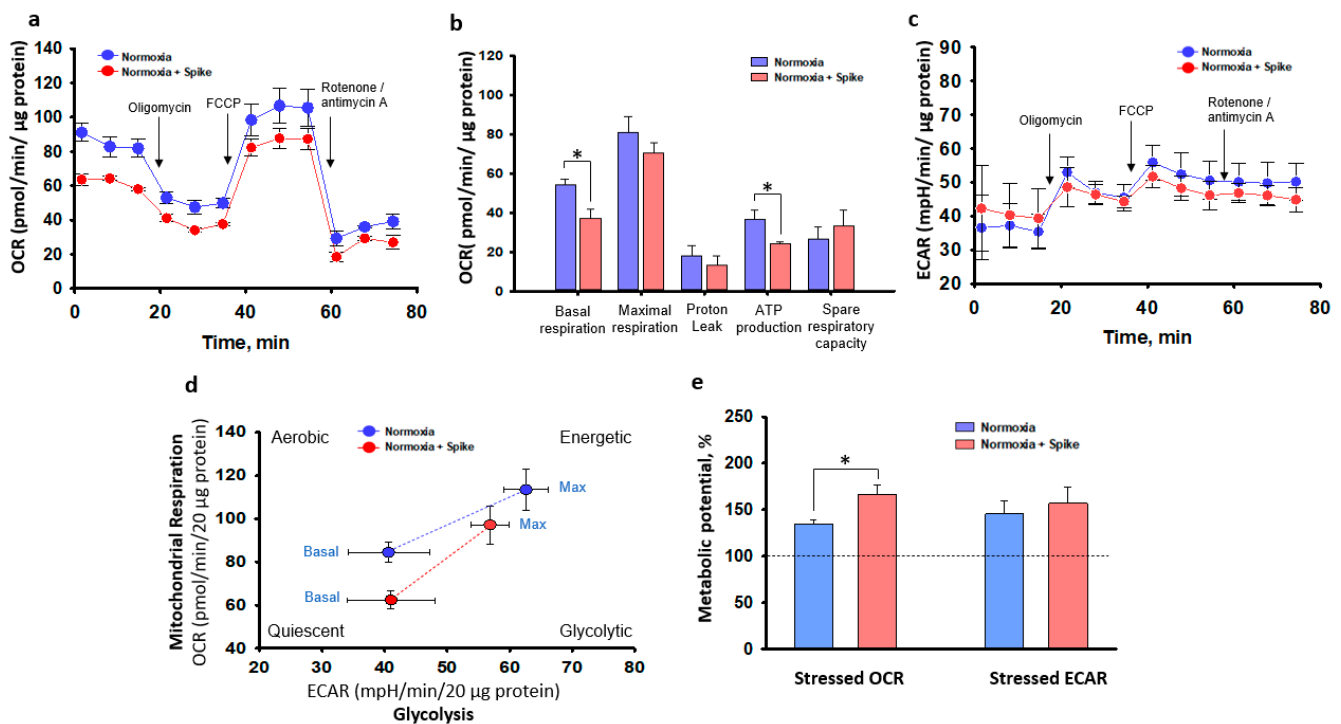 a
OCR (pmol/min/ µg protein)
140
120
100
80
60
40
20
0
Normoxia
Normoxia + Spike
Oligomycin
FCCP
Rotenone /
antimycin A
0 20 40 60 80
Time, min
b
OCR( pmol/min/ µg protein)
120
100
80
60
40
20
0
Normoxia
Normoxia + Spike
*
*
Basal
respiration
Maximal
respiration
Proton
Leak
ATP
production
Spare
respiratory
capacity
c
ECAR (mpH/min/ µg protein)
90
80
70
60
50
40
30
20
Normoxia
Normoxia + Spike
Oligomycin
FCCP
Rotenone /
antimycin A
0 20 40 60 80
Time, min
d
Mitochondrial Respiration
OCR (pmol/min/20 µg protein)
140
120
100
80
60
40
Aerobic
Normoxia
Normoxia + Spike
Energetic
Max
Max
Basal
Basal
Quiescent
Glycolytic
20 30 40 50 60 70 80
ECAR (mpH/min/20 µg protein)
Glycolysis
e
Metabolic potential, %
250
200
150
100
50
0
Normoxia
Normoxia + Spike
*
Stressed OCR
Stressed ECAR